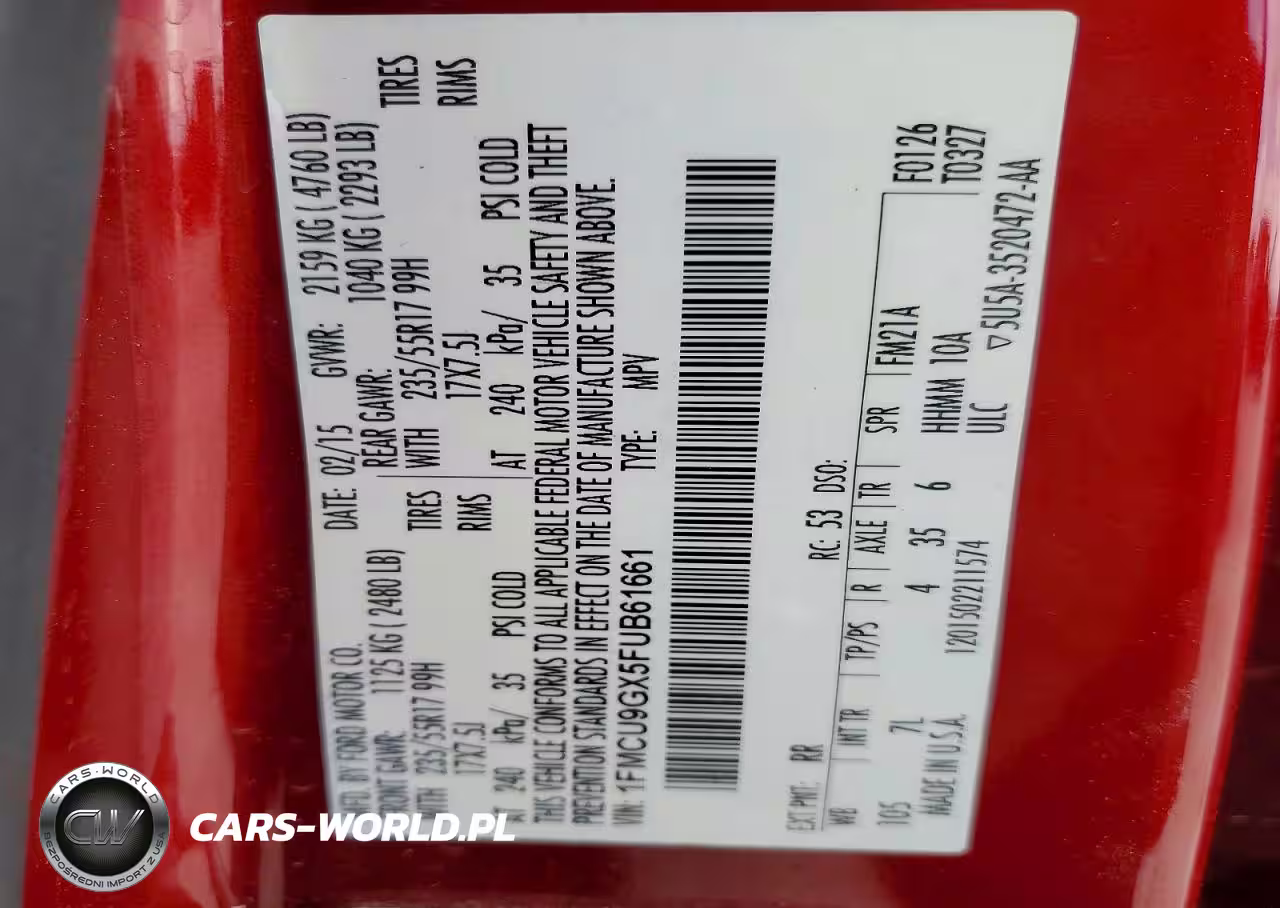 MFD. BY FORD MOTOR CO.
DATE: 02/15 GVWR: 2159 KG ( 4760 LB)
FRONT GAWR: 1125 KG ( 2480 LB) REAR GAWR: 1040 KG ( 2293 LB)
WITH 235/55R17 99H TIRES WITH 235/55R17 99H TIRES
17X7.5J RIMS 17X7.5J RIMS
AT 240 kPa/ 35 PSI COLD AT 240 kPa/ 35 PSI COLD
THIS VEHICLE CONFORMS TO ALL APPLICABLE FEDERAL MOTOR VEHICLE SAFETY AND THEFT
PREVENTION STANDARDS IN EFFECT ON THE DATE OF MANUFACTURE SHOWN ABOVE.
VIN: 1FMCU9GX5FUB61661 TYPE: MPV
EXT PNT: RR RC: 53 DSO:
WB INT TR TP/PS R AXLE TR SPR FM21A F0126
105 7L 4 35 6 HHMM 10A T0327
MADE IN U.S.A. 1201502211574 ULC ▽5U5A-3520472-AA
CARS-WORLD
CW
BEZPOŚREDNI IMPORT Z USA
CARS-WORLD.PL